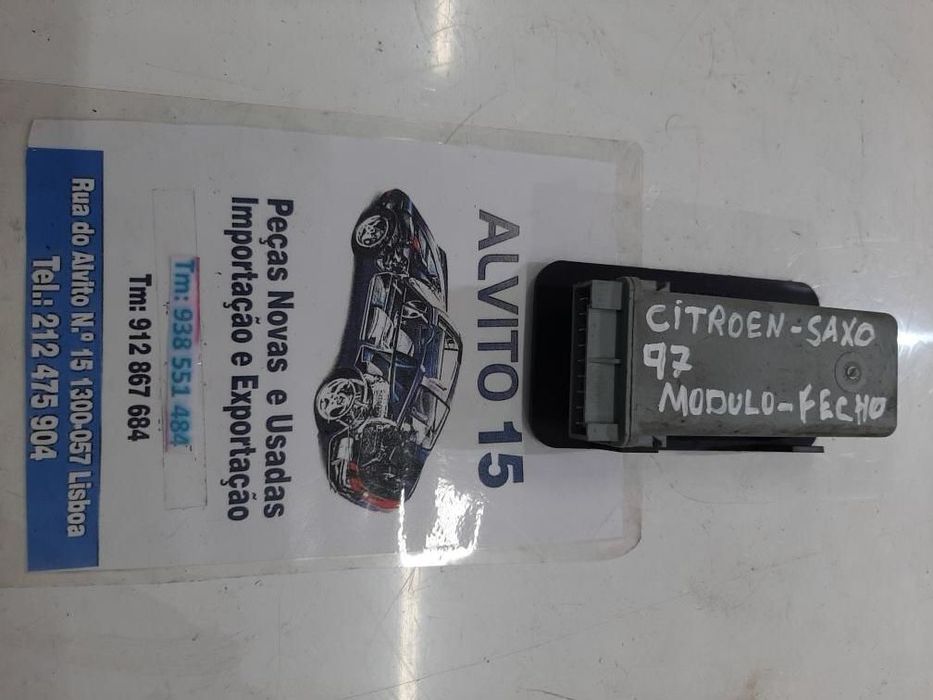 ALVITO 15
Peças Novas e Usadas
Importação e Exportação
Tm: 938 551 484
Tm: 912 867 684
Rua do Alvito N.º 15 1300-057 Lisboa
Tel.: 212 475 904
CITROEN-SAXO
97
MODULO-FECHO